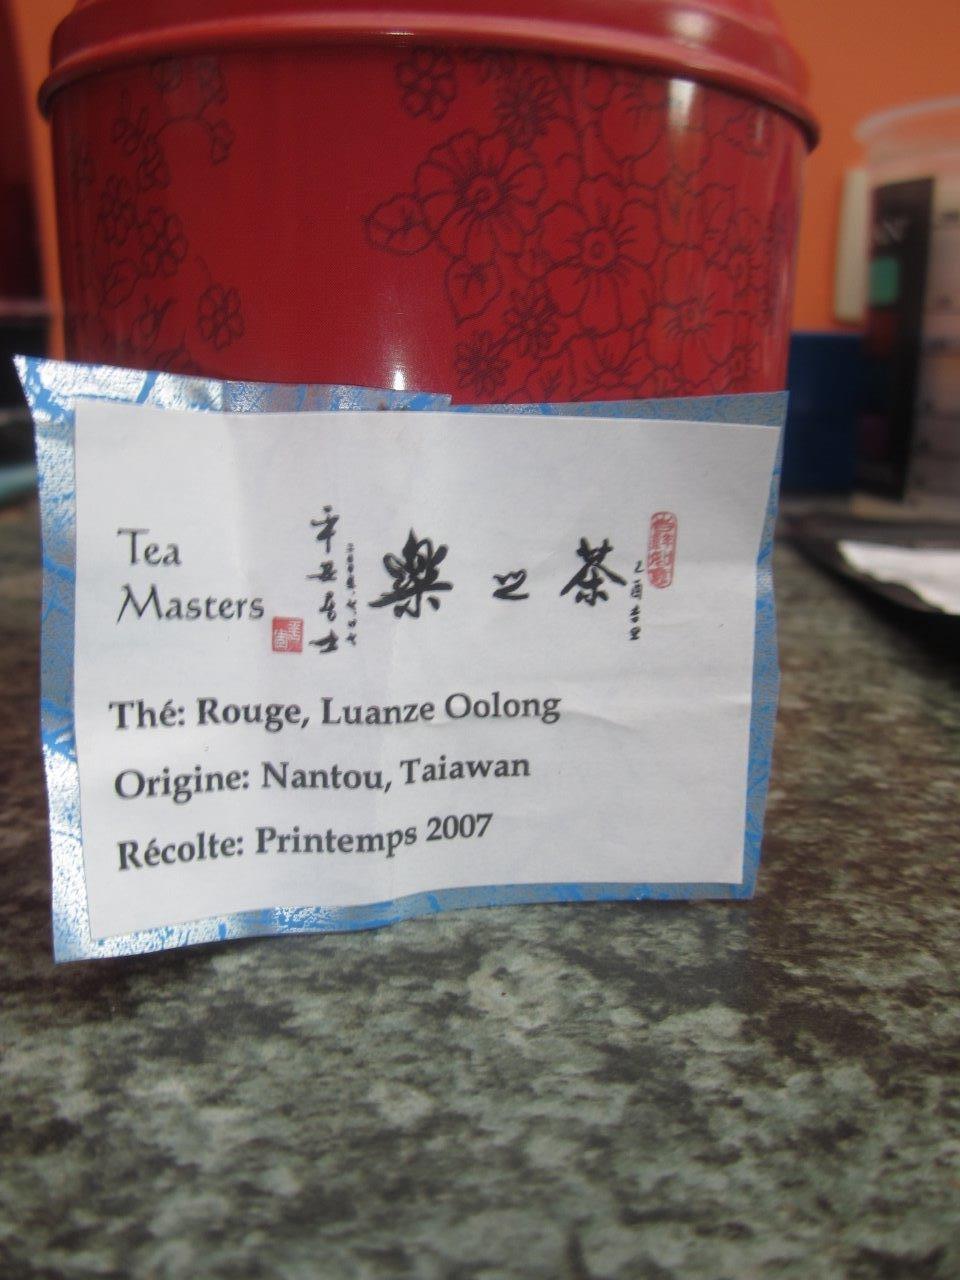 Tea
Masters
茶之樂
Thé: Rouge, Luanze Oolong
Origine: Nantou, Taiawan
Récolte: Printemps 2007